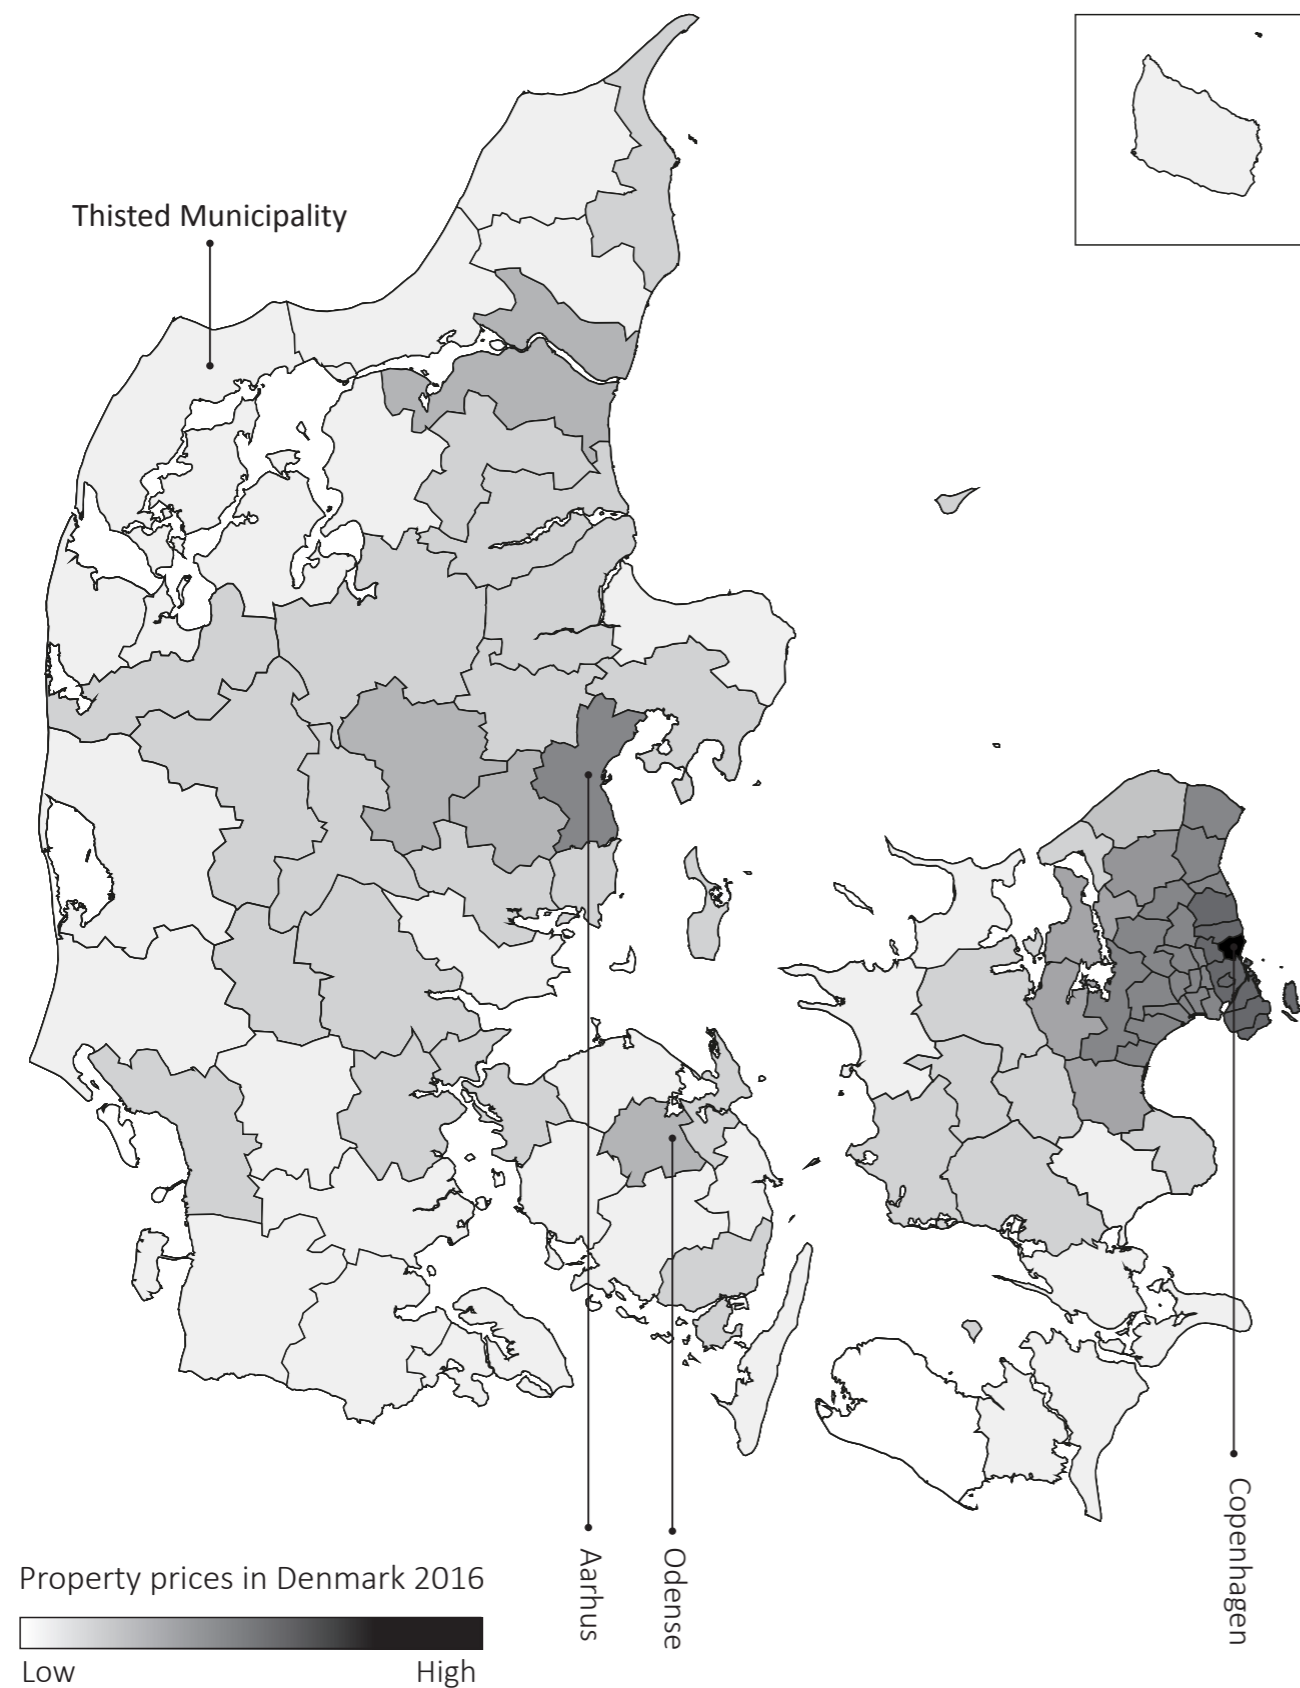 Thisted Municipality
Aarhus
Odense
Copenhagen
Property prices in Denmark 2016
Low
High